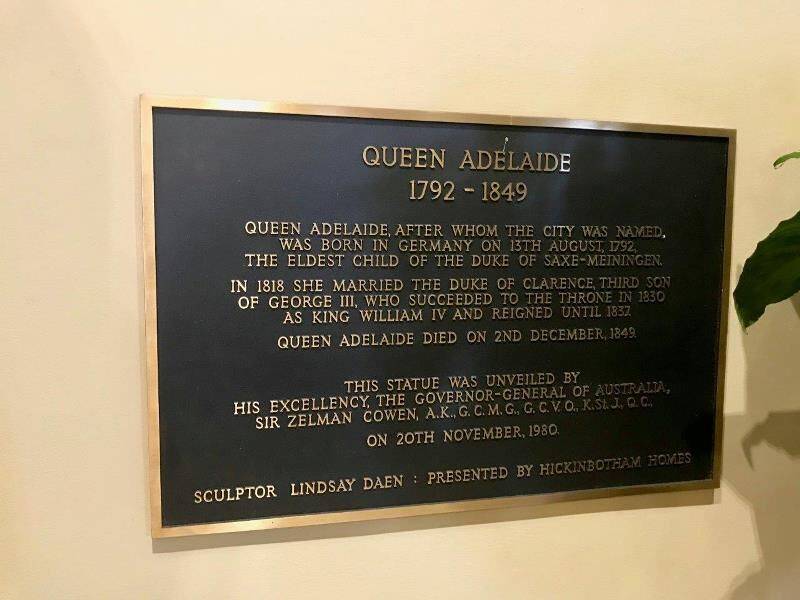 QUEEN ADELAIDE
1792 - 1849
QUEEN ADELAIDE, AFTER WHOM THE CITY WAS NAMED,
WAS BORN IN GERMANY ON 13TH AUGUST, 1792,
THE ELDEST CHILD OF THE DUKE OF SAXE-MEININGEN.
IN 1818 SHE MARRIED THE DUKE OF CLARENCE, THIRD SON
OF GEORGE III, WHO SUCCEEDED TO THE THRONE IN 1830
AS KING WILLIAM IV AND REIGNED UNTIL 1837.
QUEEN ADELAIDE DIED ON 2ND DECEMBER, 1849.
THIS STATUE WAS UNVEILED BY
HIS EXCELLENCY, THE GOVERNOR-GENERAL OF AUSTRALIA,
SIR ZELMAN COWEN, A.K., G.C.M.G., G.C.V.O., K.St.J., Q.C.,
ON 20TH NOVEMBER, 1980.
SCULPTOR LINDSAY DAEN : PRESENTED BY HICKINBOTHAM HOMES